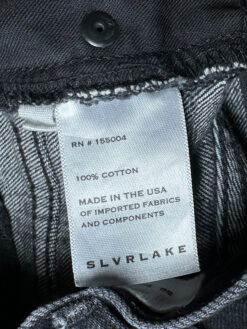 RN # 155004
100% COTTON
MADE IN THE USA
OF IMPORTED FABRICS
AND COMPONENTS
SLVRLAKE